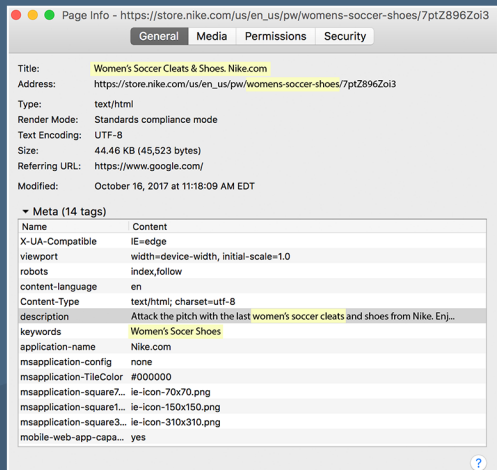 Page Info - https://store.nike.com/us/en_us/pw/womens-soccer-shoes/7ptZ896Zoi3
General Media Permissions Security
Title: Women's Soccer Cleats & Shoes. Nike.com
Address: https://store.nike.com/us/en_us/pw/womens-soccer-shoes/7ptZ896Zoi3
Type: text/html
Render Mode: Standards compliance mode
Text Encoding: UTF-8
Size: 44.46 KB (45,523 bytes)
Referring URL: https://www.google.com/
Modified: October 16, 2017 at 11:18:09 AM EDT
Meta (14 tags)
Name Content
X-UA-Compatible IE=edge
viewport width=device-width, initial-scale=1.0
robots index,follow
content-language en
Content-Type text/html; charset=utf-8
description Attack the pitch with the last women's soccer cleats and shoes from Nike. Enj...
keywords Women's Socer Shoes
application-name Nike.com
msapplication-config none
msapplication-TileColor #000000
msapplication-square7... ie-icon-70x70.png
msapplication-square1... ie-icon-150x150.png
msapplication-square3... ie-icon-310x310.png
mobile-web-app-capa... yes
?